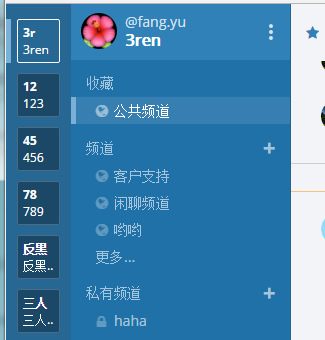 3r
3ren
12
123
45
456
78
789
反黑
反黑..
三人
三人..
@fang.yu
3ren
收藏
公共频道
频道
客户支持
闲聊频道
哟哟
更多...
私有频道
haha